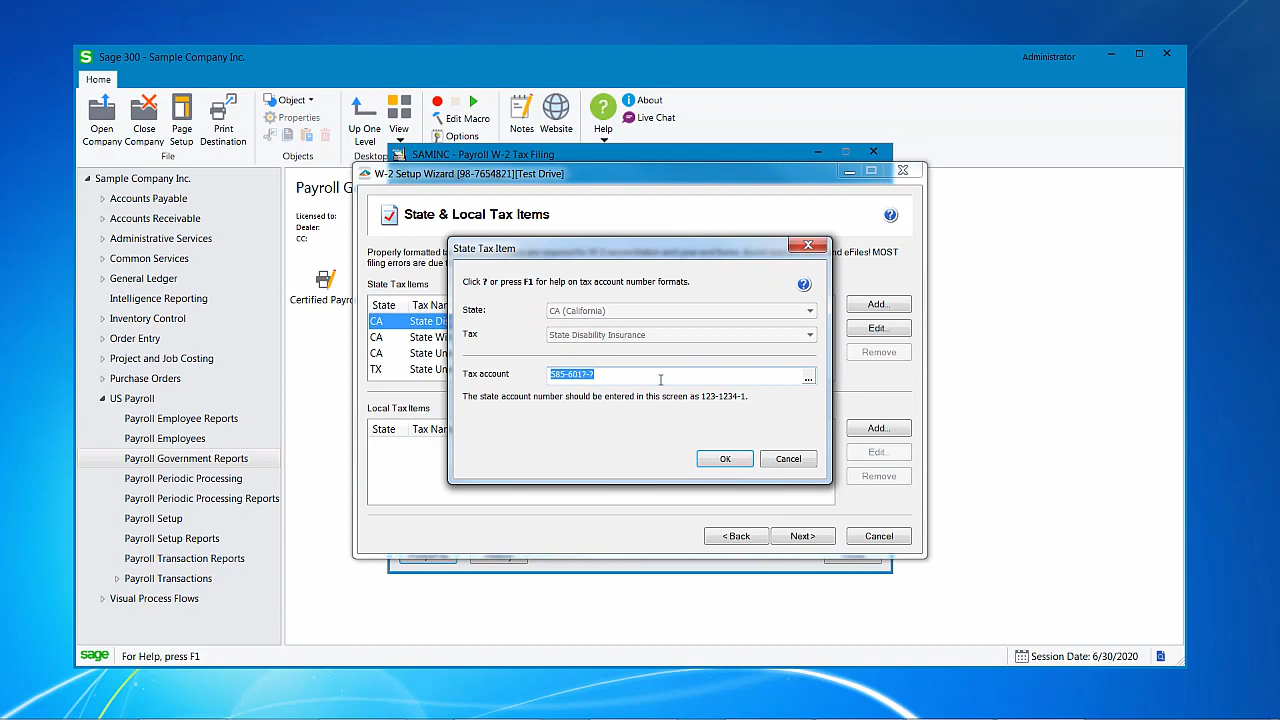 Sage 300 - Sample Company Inc.
Administrator
Home
Open Company
Close Company
Page Setup
Print Destination
File
Object
Properties
Objects
Up One Level
View
Desktop
Edit Macro
Options
Notes
Website
Help
About
Live Chat
SAMINC - Payroll W-2 Tax Filing
W-2 Setup Wizard [98-7654821][Test Drive]
Sample Company Inc.
Accounts Payable
Accounts Receivable
Administrative Services
Common Services
General Ledger
Intelligence Reporting
Inventory Control
Order Entry
Project and Job Costing
Purchase Orders
US Payroll
Payroll Employee Reports
Payroll Employees
Payroll Government Reports
Payroll Periodic Processing
Payroll Periodic Processing Reports
Payroll Setup
Payroll Setup Reports
Payroll Transaction Reports
Payroll Transactions
Visual Process Flows
Payroll G
Licensed to:
Dealer:
CC:
Certified Payro
State & Local Tax Items
Properly formatted ta
eFiles! MOST
filing errors are due t
State Tax Items
State Tax Nam
CA State Dis
CA State Wi
CA State Un
TX State Un
Add...
Edit...
Remove
Local Tax Items
State Tax Nam
Add...
Edit...
Remove
< Back
Next >
Cancel
State Tax Item
Click ? or press F1 for help on tax account number formats.
State: CA (California)
Tax State Disability Insurance
Tax account 585-601?-?
...
The state account number should be entered in this screen as 123-1234-1.
OK
Cancel
sage For Help, press F1
Session Date: 6/30/2020